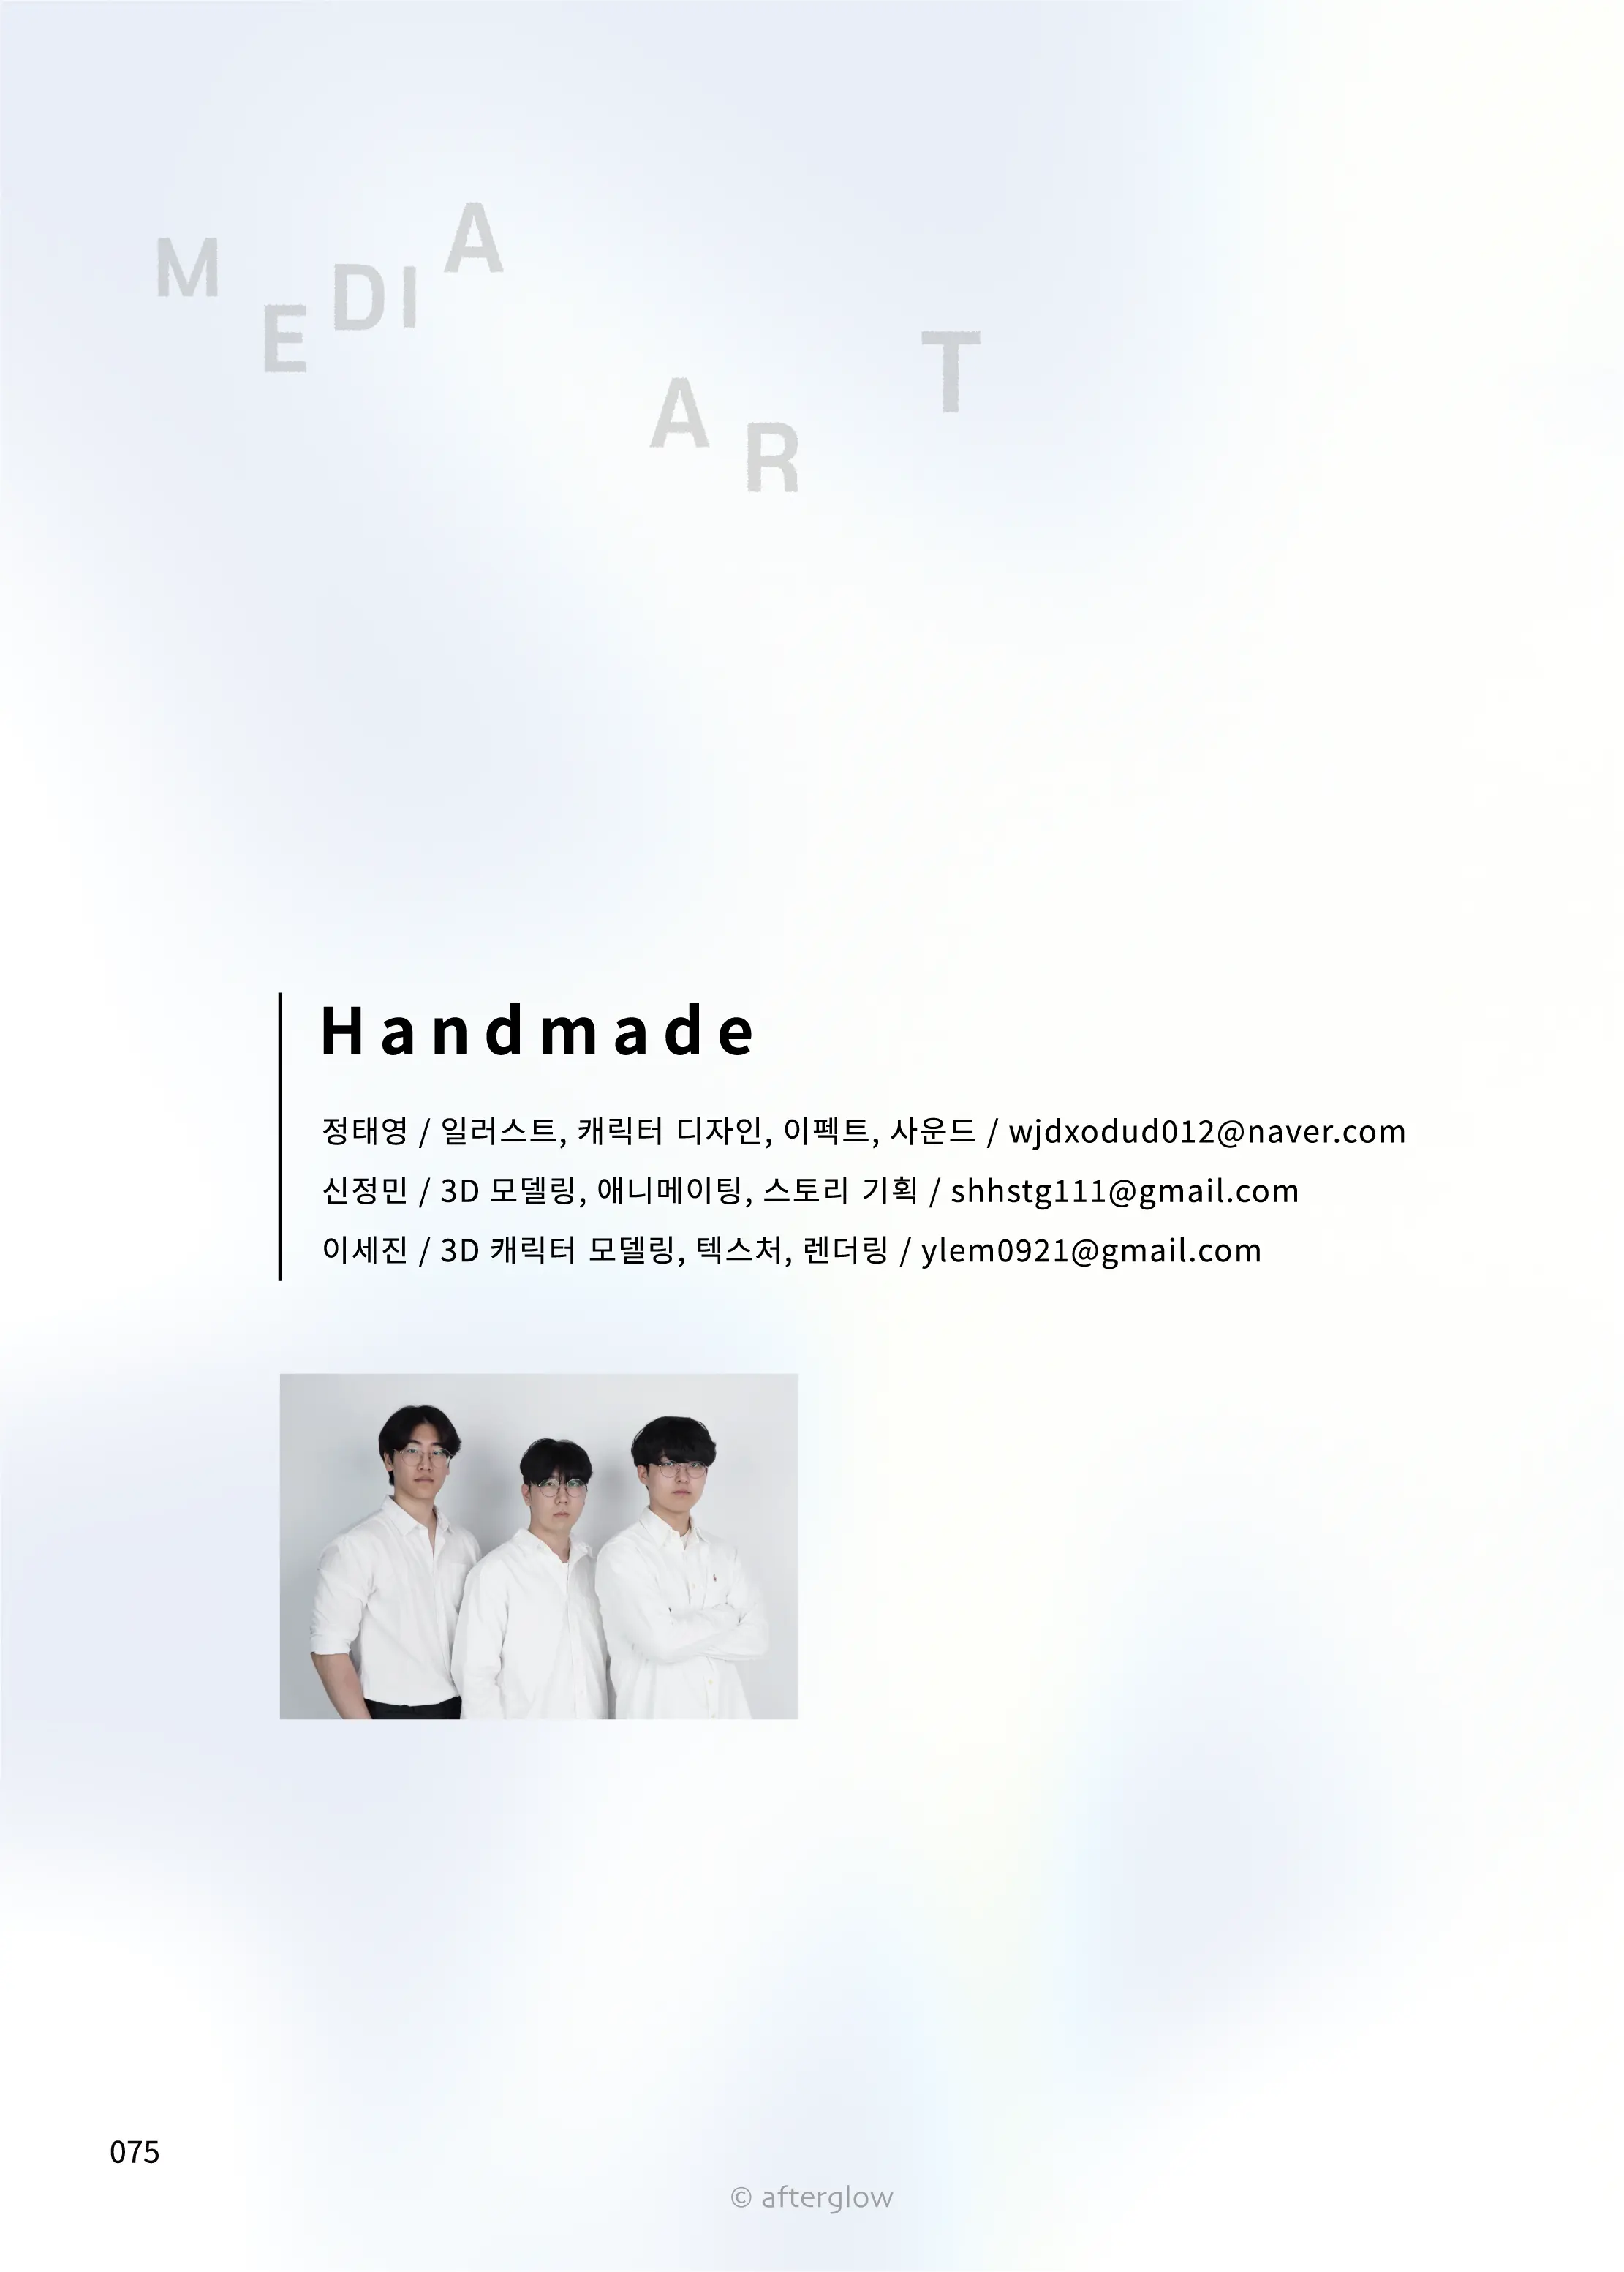 MEDIA
ART
Handmade
정태영 / 일러스트, 캐릭터 디자인, 이펙트, 사운드 / wjdxodud012@naver.com
신정민 / 3D 모델링, 애니메이팅, 스토리 기획 / shhstg111@gmail.com
이세진 / 3D 캐릭터 모델링, 텍스처, 렌더링 / ylem0921@gmail.com
075
© afterglow